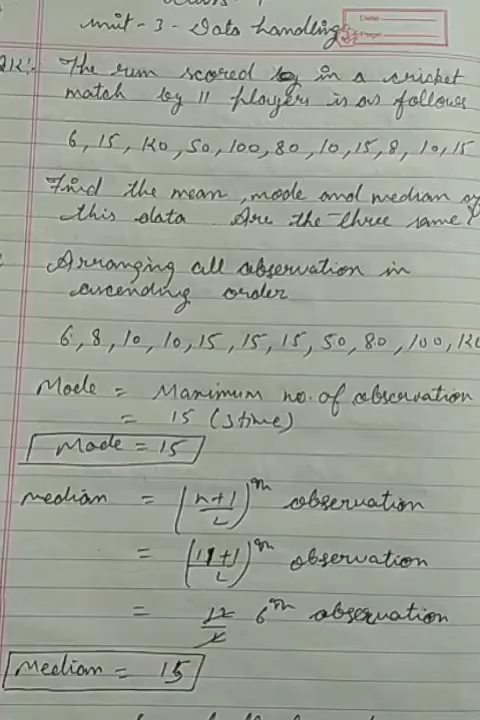 Unit - 3 - Data handling
Date:
Page:
The run scored by in a cricket
match by 11 players is as follows
6, 15, 120, 50, 100, 80, 10, 15, 8, 10, 15
Find the mean, mode and median of
this data. Are the three same?
Arranging all observation in
ascending order
6, 8, 10, 10, 15, 15, 15, 50, 80, 100, 120
Mode = Maximum no. of observation
= 15 (3 time)
Mode = 15
median = (n+1/2)th observation
= (11+1/2)th observation
= 12/2 6th observation
Median = 15